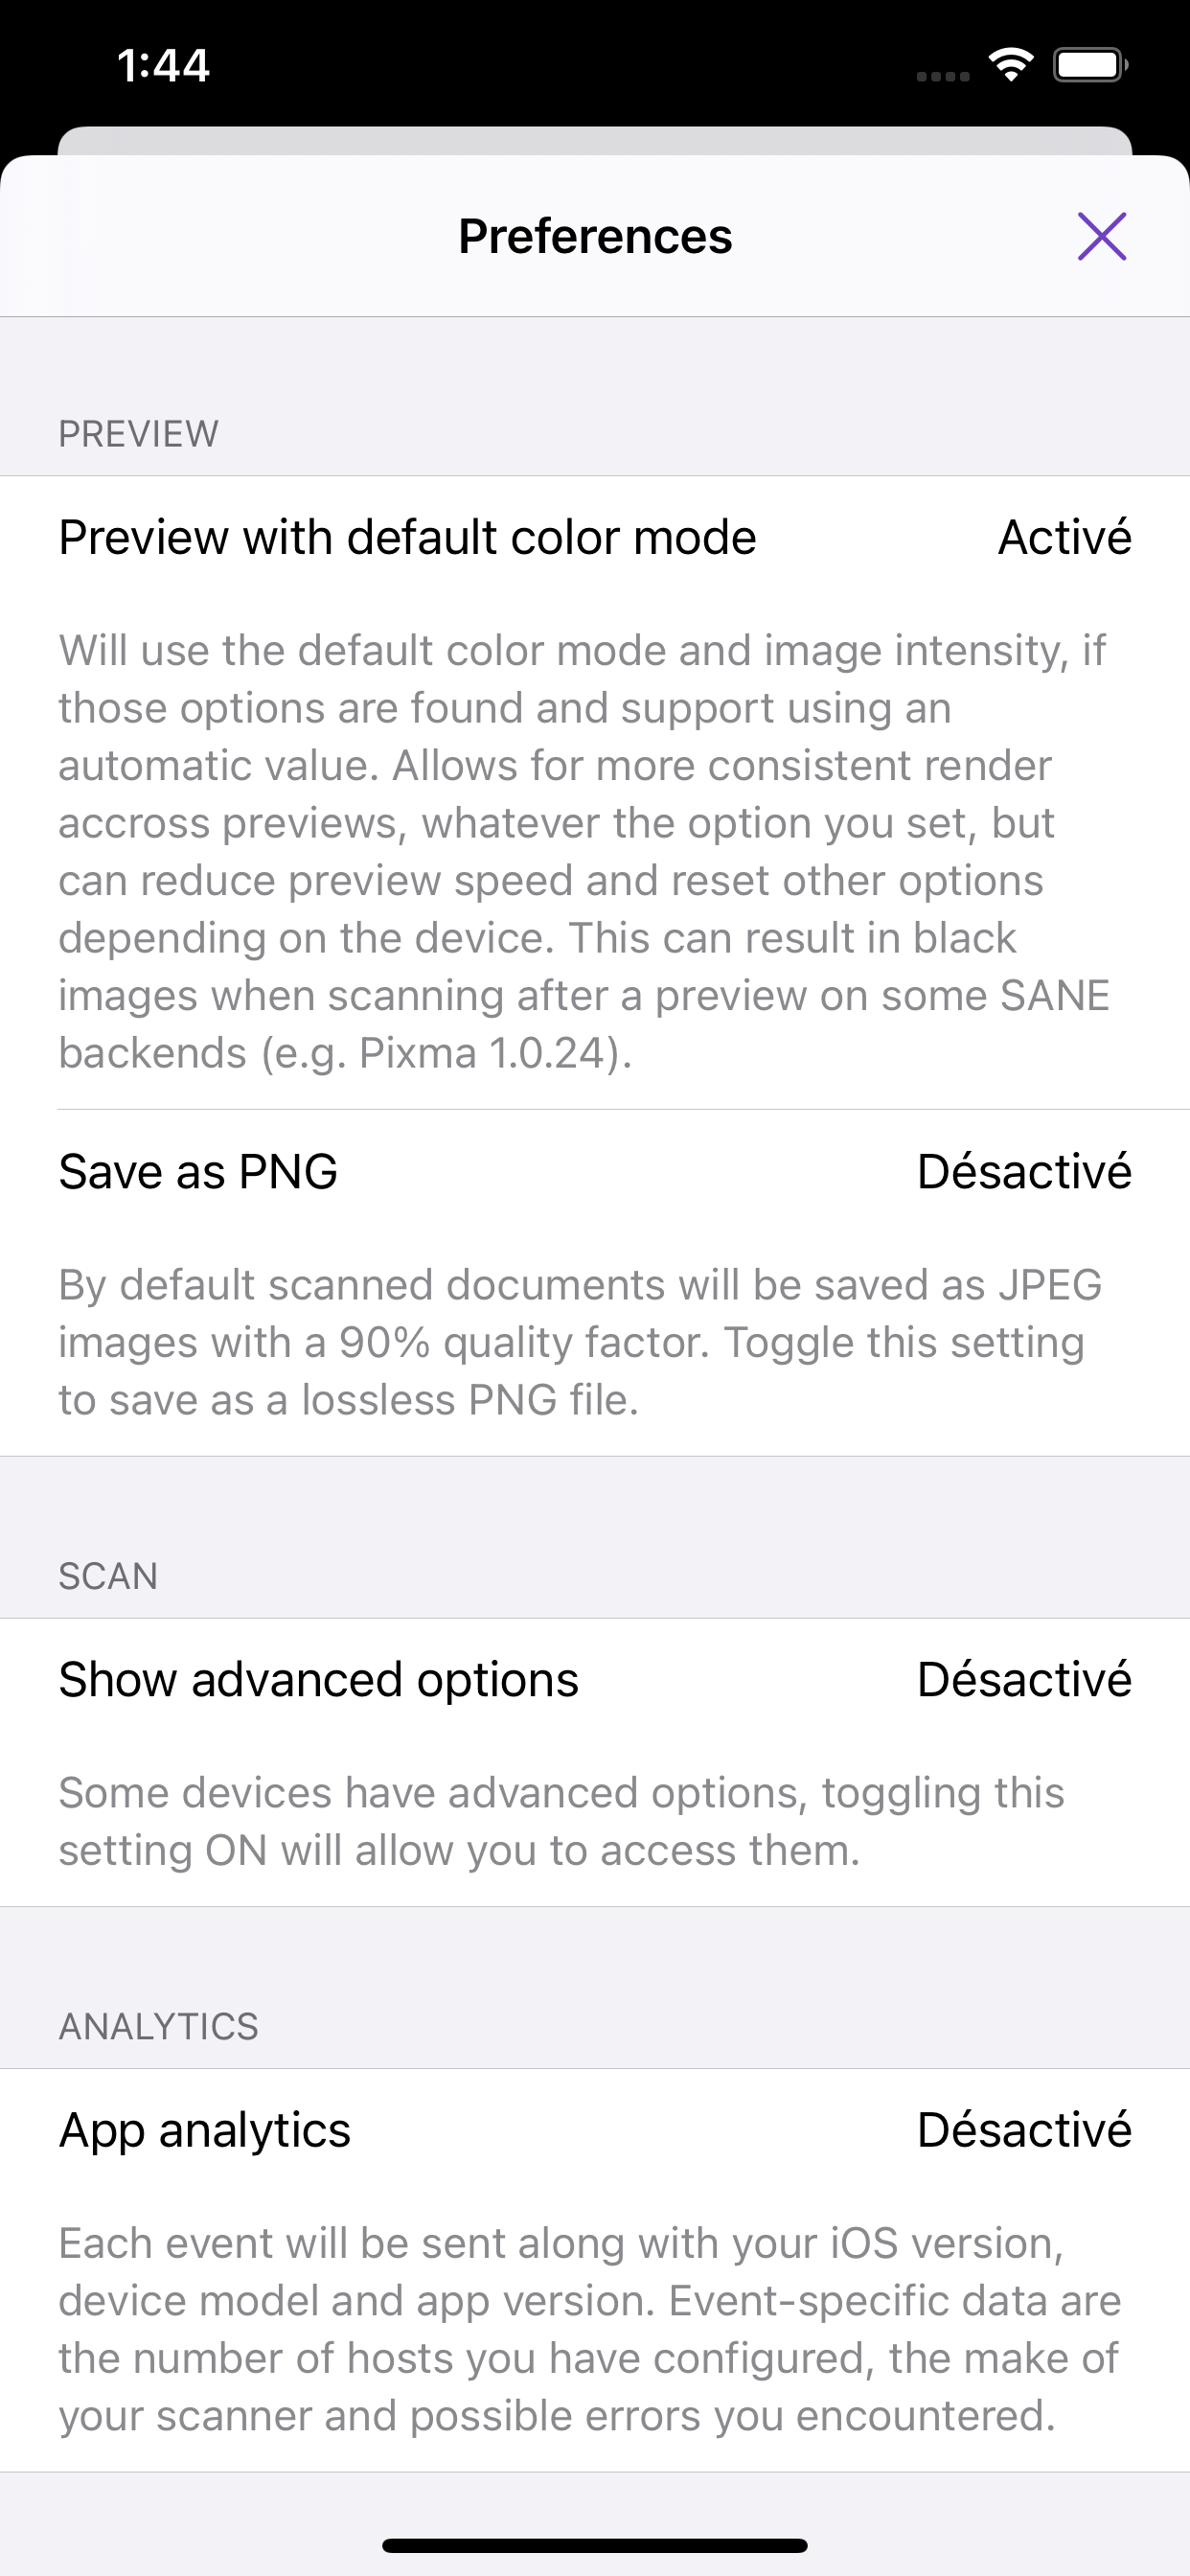 1:44
Preferences
PREVIEW
Preview with default color mode Activé
Will use the default color mode and image intensity, if
those options are found and support using an
automatic value. Allows for more consistent render
accross previews, whatever the option you set, but
can reduce preview speed and reset other options
depending on the device. This can result in black
images when scanning after a preview on some SANE
backends (e.g. Pixma 1.0.24).
Save as PNG Désactivé
By default scanned documents will be saved as JPEG
images with a 90% quality factor. Toggle this setting
to save as a lossless PNG file.
SCAN
Show advanced options Désactivé
Some devices have advanced options, toggling this
setting ON will allow you to access them.
ANALYTICS
App analytics Désactivé
Each event will be sent along with your iOS version,
device model and app version. Event-specific data are
the number of hosts you have configured, the make of
your scanner and possible errors you encountered.